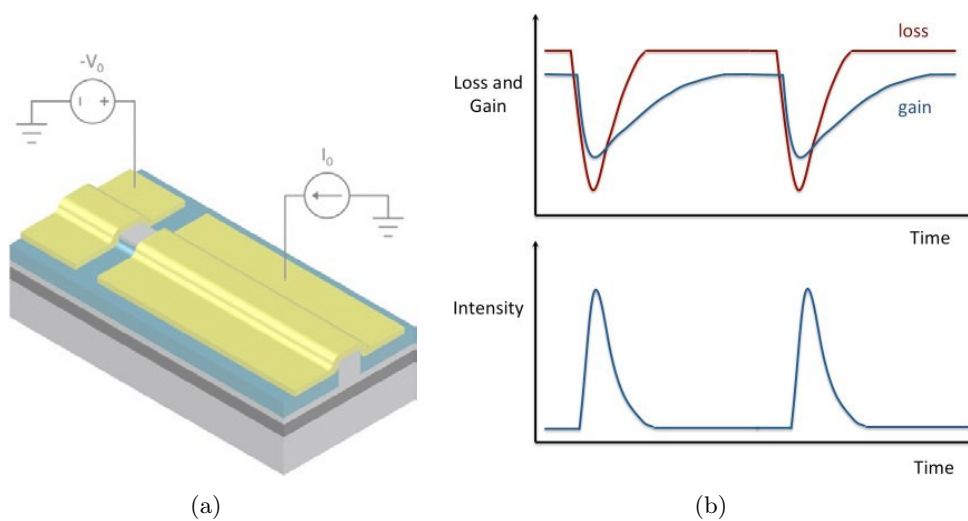 -V₀
I₀
(a)
loss
Loss and
Gain
gain
Time
Intensity
Time
(b)